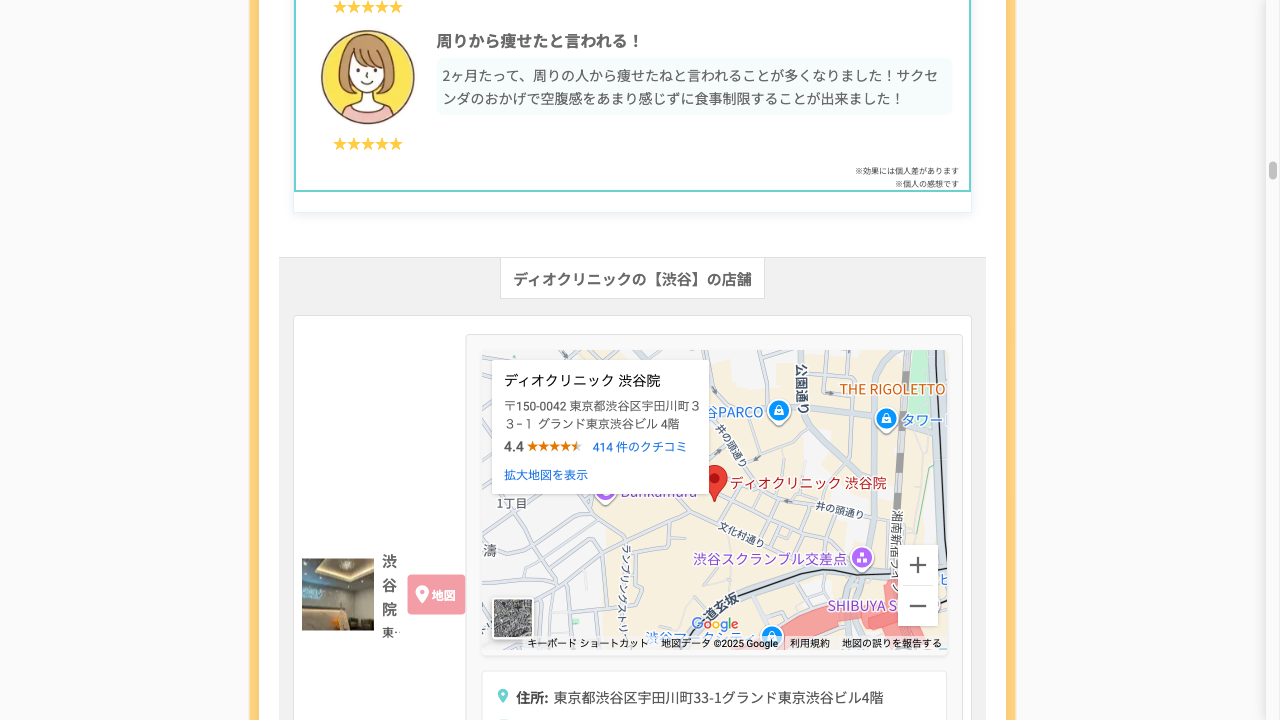 ★★★★★
周りから痩せたと言われる！
2ヶ月たって、周りの人から痩せたねと言われることが多くなりました！サクセ
ンダのおかげで空腹感をあまり感じずに食事制限することが出来ました！
★★★★★
※効果には個人差があります
※個人の感想です
ディオクリニックの【渋谷】の店舗
ディオクリニック 渋谷院
〒150-0042 東京都渋谷区宇田川町３
３−１ グランド東京渋谷ビル 4階
4.4 ★★★★★ 414 件のクチコミ
拡大地図を表示
公園通り
THE RIGOLETTO
谷PARCO
タワー
井の頭通り
ディオクリニック 渋谷院
Bunkamura
1丁目
井の頭通り
文化村通り
湘南新宿ライン
渋谷スクランブル交差点
ランブリングストリ
道玄坂
SHIBUYA S
Google
キーボード ショートカット 地図データ ©2025 Google 利用規約 地図の誤りを報告する
渋
谷
院
東…
地図
住所: 東京都渋谷区宇田川町33-1グランド東京渋谷ビル4階